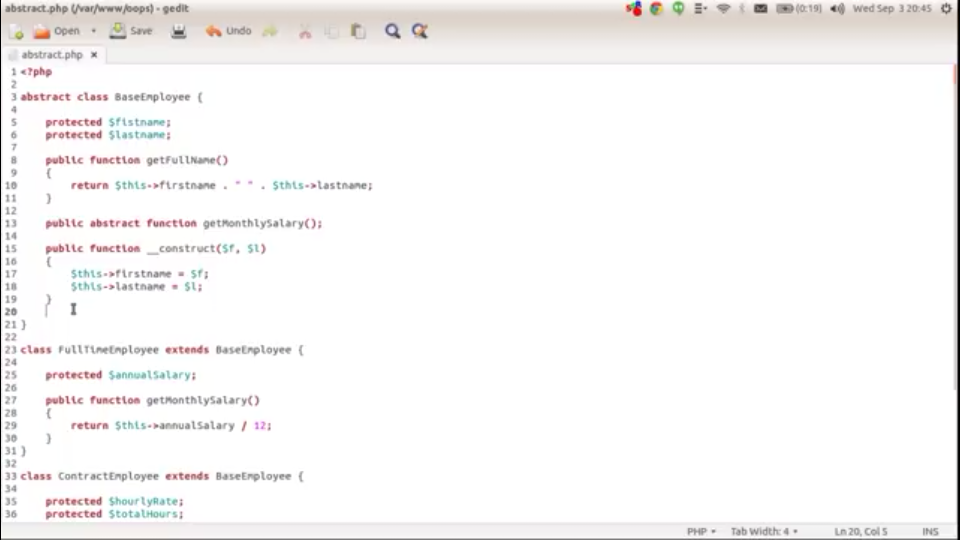 abstract.php (/var/www/oops) - gedit
(0:19) Wed Sep 3 20:45
Open Save Undo
abstract.php ×
1 <?php
2
3 abstract class BaseEmployee {
4
5     protected $fistname;
6     protected $lastname;
7
8     public function getFullName()
9     {
10         return $this->firstname . " " . $this->lastname;
11     }
12
13     public abstract function getMonthlySalary();
14
15     public function __construct($f, $l)
16     {
17         $this->firstname = $f;
18         $this->lastname = $l;
19     }
20
21 }
22
23 class FullTimeEmployee extends BaseEmployee {
24
25     protected $annualSalary;
26
27     public function getMonthlySalary()
28     {
29         return $this->annualSalary / 12;
30     }
31 }
32
33 class ContractEmployee extends BaseEmployee {
34
35     protected $hourlyRate;
36     protected $totalHours;
PHP Tab Width: 4 Ln 20, Col 5 INS